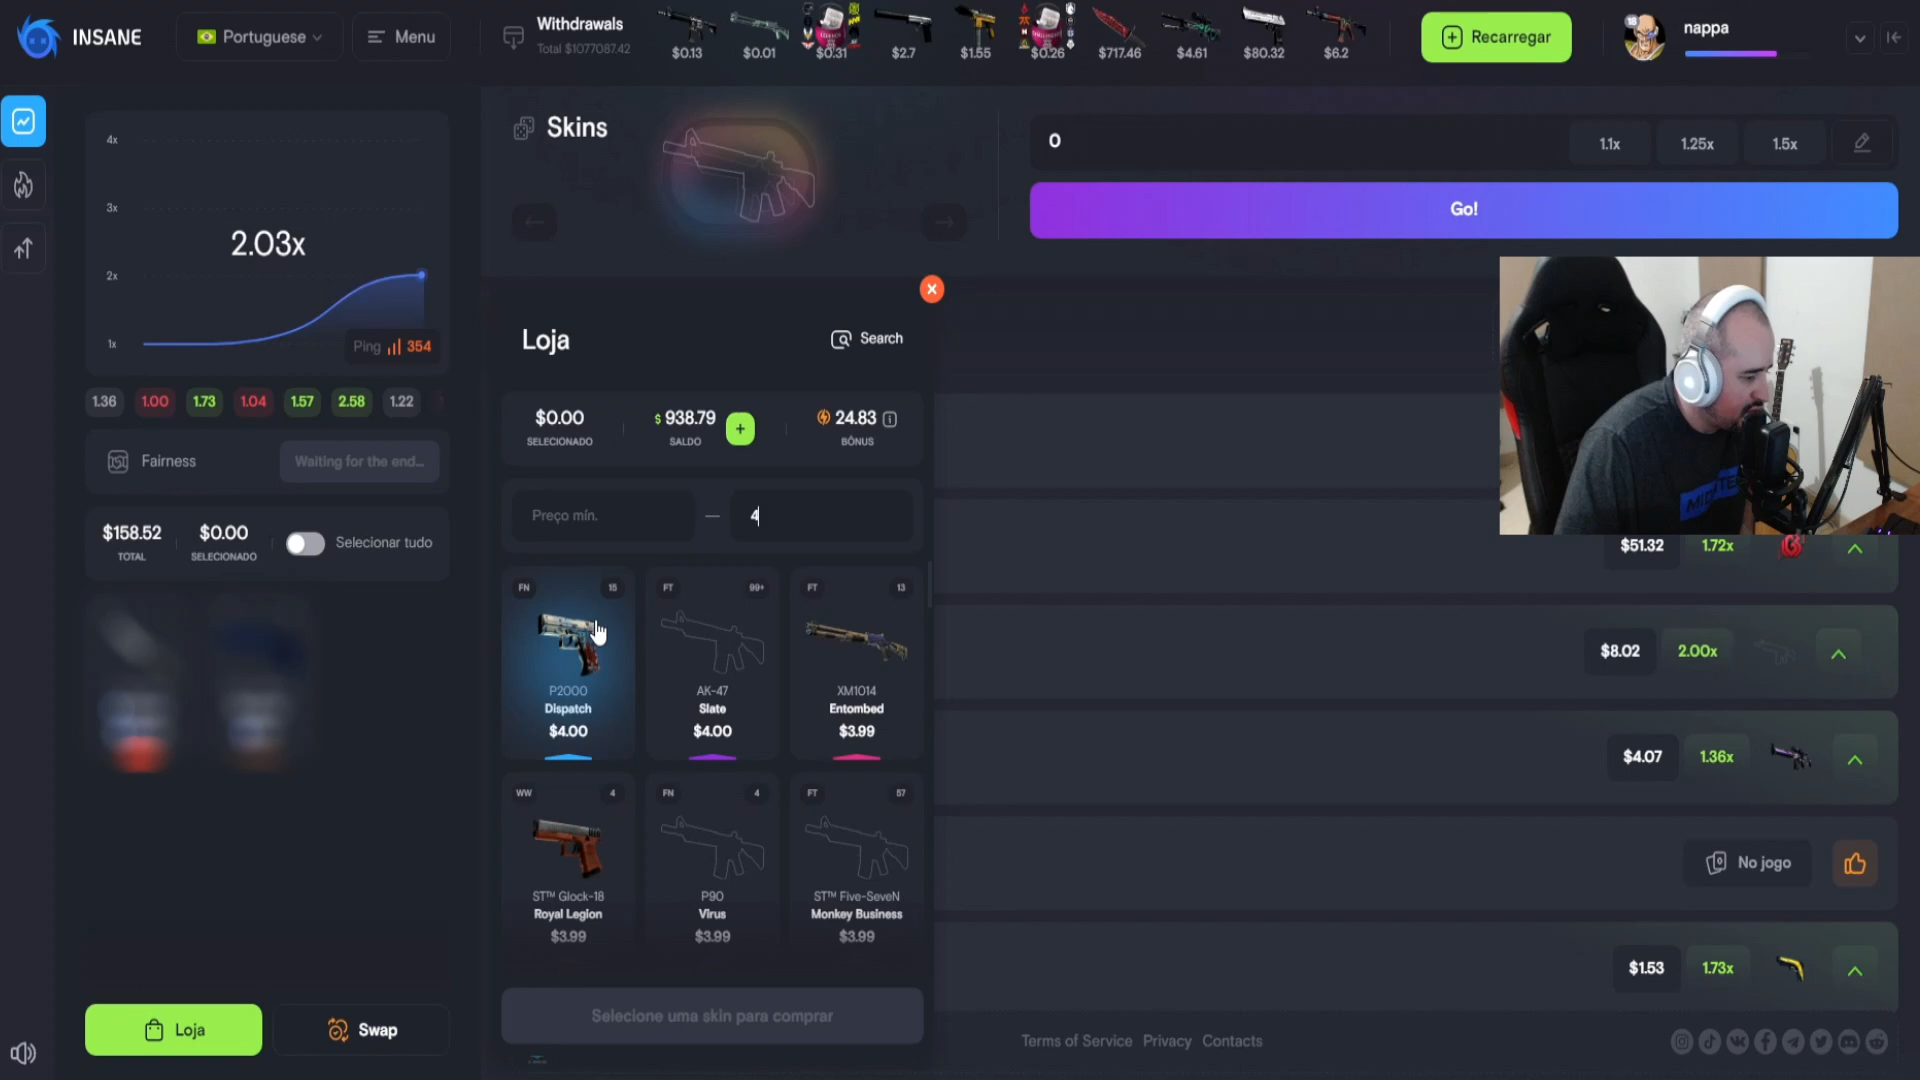 INSANE
Portuguese
Menu
Withdrawals
Total $1077087.42
$0.13
$0.01
$0.31
$2.7
$1.55
$0.26
$717.46
$4.61
$80.32
$6.2
Recarregar
18
nappa
4x
3x
2x
1x
2.03x
Ping 354
1.36
1.00
1.73
1.04
1.57
2.58
1.22
Fairness
Waiting for the end...
$158.52
TOTAL
$0.00
SELECIONADO
Selecionar tudo
Loja
Swap
Skins
0
1.1x
1.25x
1.5x
Go!
Loja
Search
$0.00
SELECIONADO
$ 938.79
SALDO
24.83
BÔNUS
Preço mín.
—
4
FN
15
P2000
Dispatch
$4.00
FT
99+
AK-47
Slate
$4.00
FT
13
XM1014
Entombed
$3.99
WW
4
ST™ Glock-18
Royal Legion
$3.99
FN
4
P90
Virus
$3.99
FT
57
ST™ Five-SeveN
Monkey Business
$3.99
Selecione uma skin para comprar
$51.32
1.72x
$8.02
2.00x
$4.07
1.36x
No jogo
$1.53
1.73x
Terms of Service
Privacy
Contacts